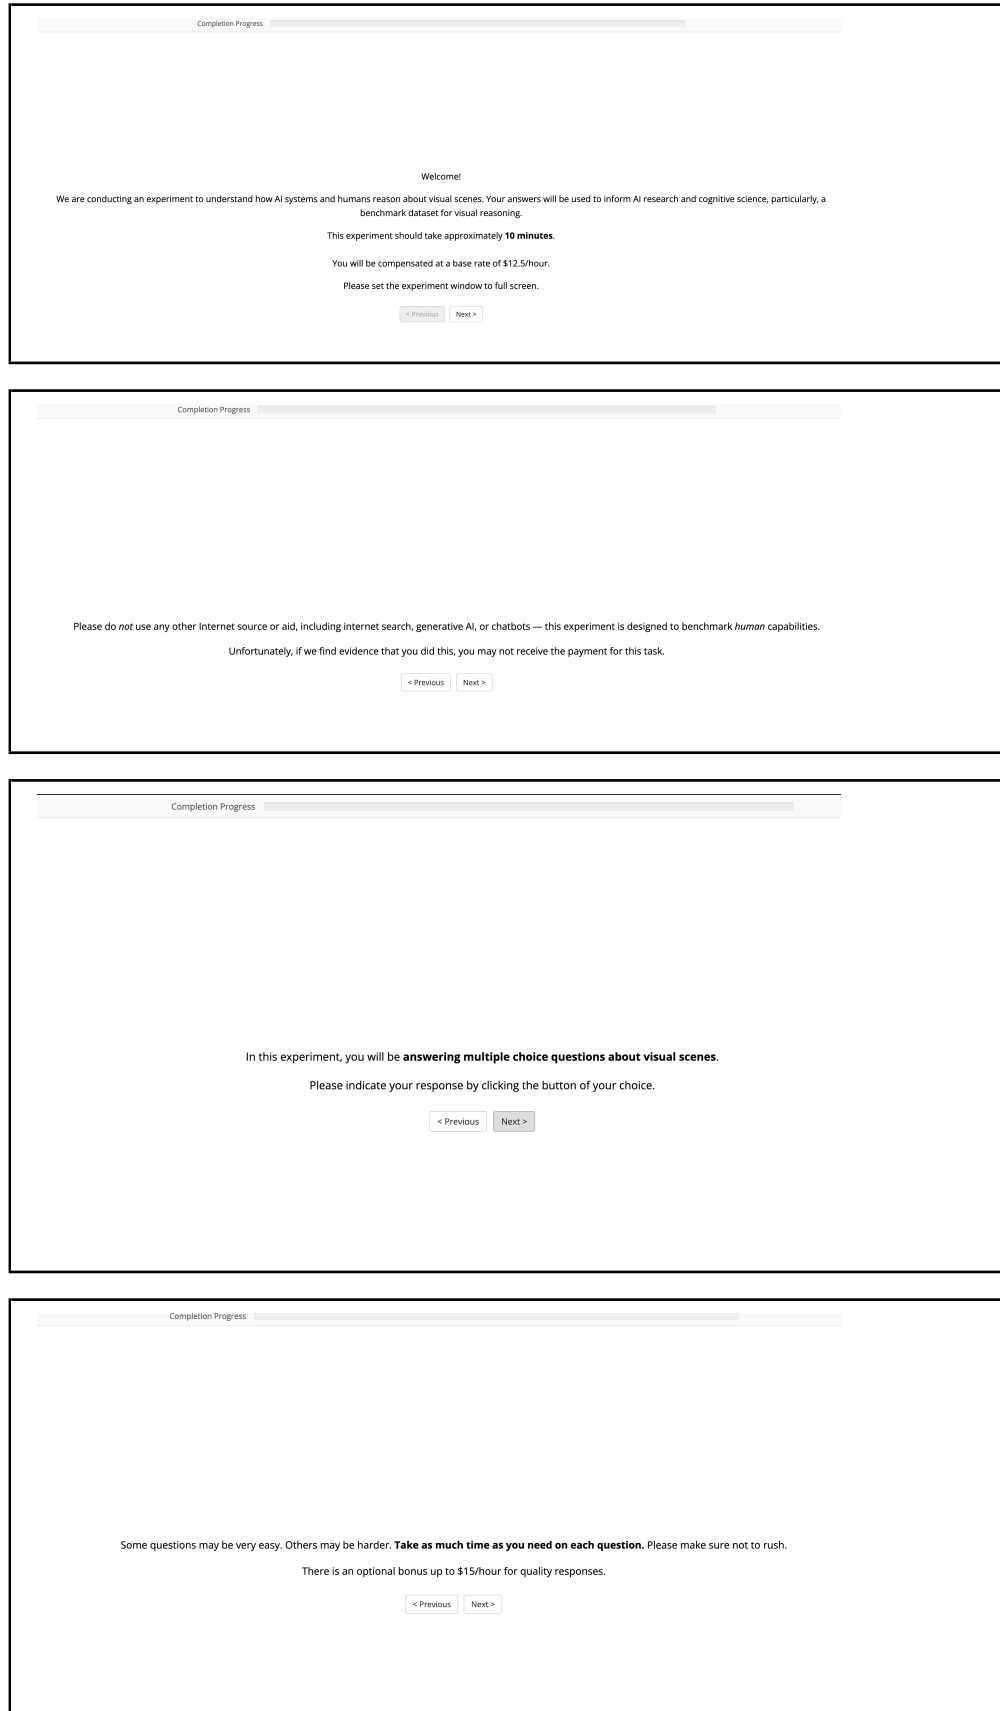 Completion Progress
Welcome!
We are conducting an experiment to understand how AI systems and humans reason about visual scenes. Your answers will be used to inform AI research and cognitive science, particularly, a
benchmark dataset for visual reasoning.
This experiment should take approximately 10 minutes.
You will be compensated at a base rate of $12.5/hour.
Please set the experiment window to full screen.
< Previous Next >
Completion Progress
Please do not use any other Internet source or aid, including internet search, generative AI, or chatbots — this experiment is designed to benchmark human capabilities.
Unfortunately, if we find evidence that you did this, you may not receive the payment for this task.
< Previous Next >
Completion Progress
In this experiment, you will be answering multiple choice questions about visual scenes.
Please indicate your response by clicking the button of your choice.
< Previous Next >
Completion Progress
Some questions may be very easy. Others may be harder. Take as much time as you need on each question. Please make sure not to rush.
There is an optional bonus up to $15/hour for quality responses.
< Previous Next >